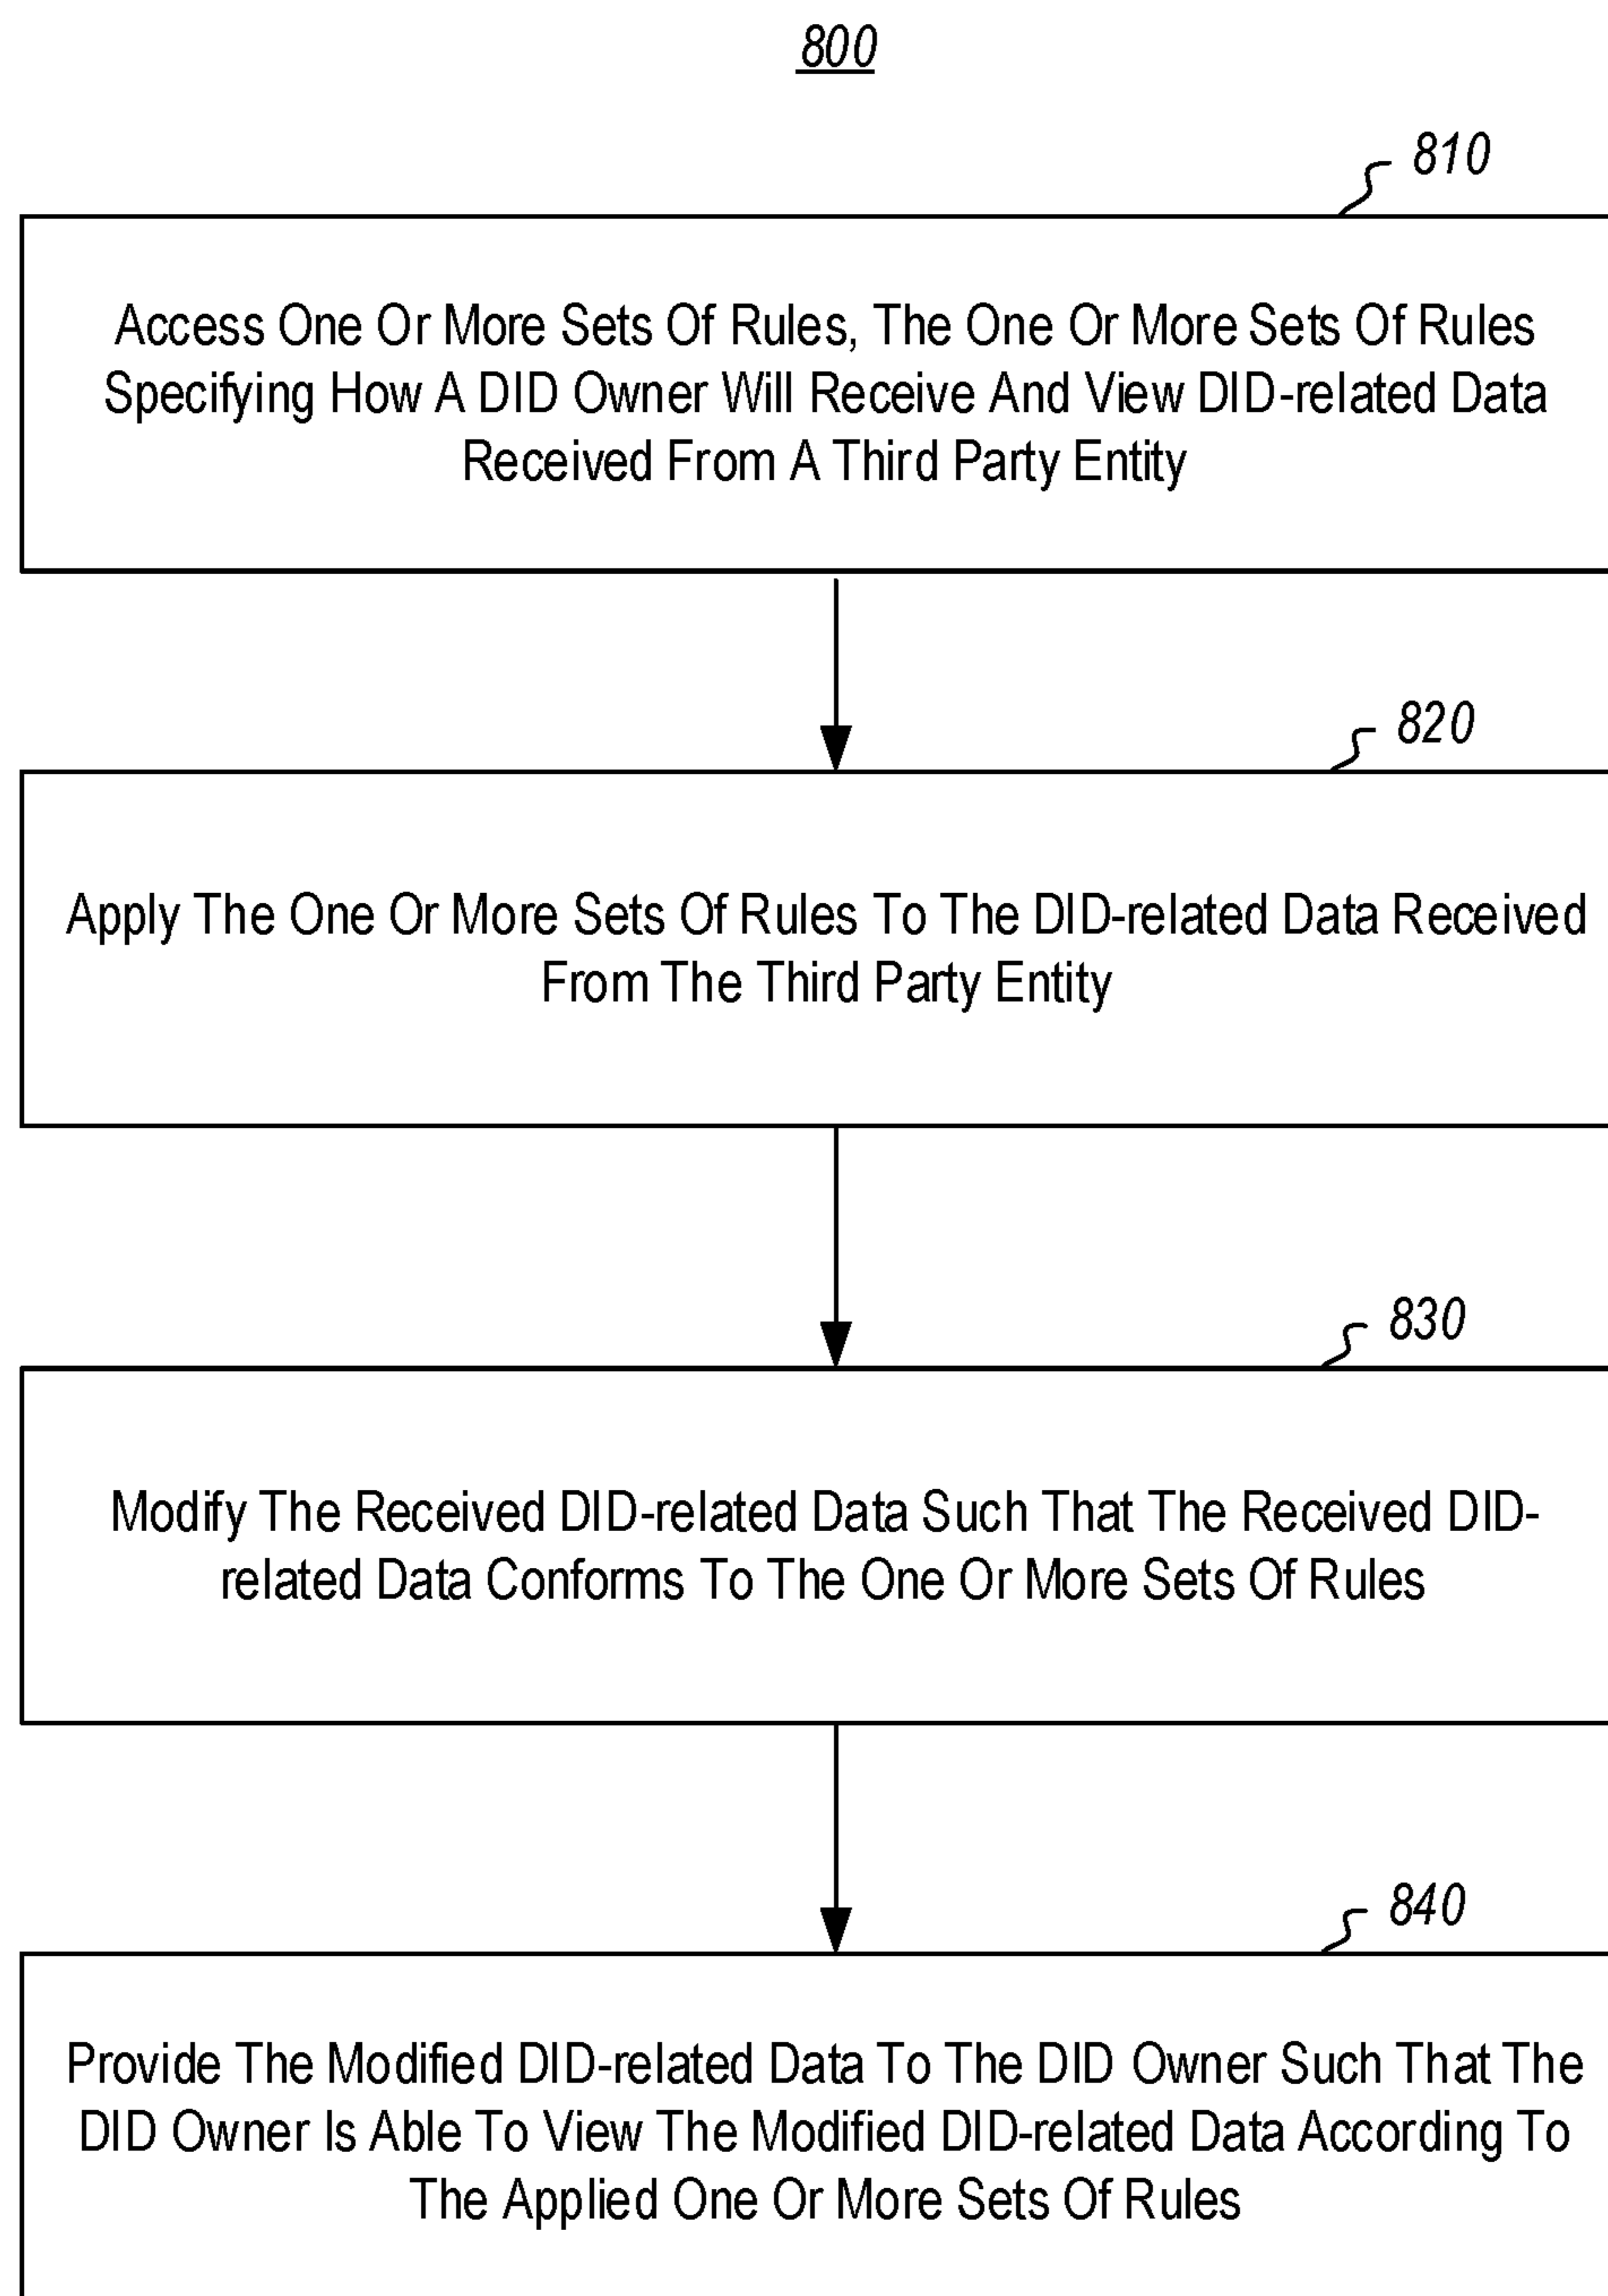 800
810
Access One Or More Sets Of Rules, The One Or More Sets Of Rules
Specifying How A DID Owner Will Receive And View DID-related Data
Received From A Third Party Entity
820
Apply The One Or More Sets Of Rules To The DID-related Data Received
From The Third Party Entity
830
Modify The Received DID-related Data Such That The Received DID-
related Data Conforms To The One Or More Sets Of Rules
840
Provide The Modified DID-related Data To The DID Owner Such That The
DID Owner Is Able To View The Modified DID-related Data According To
The Applied One Or More Sets Of Rules